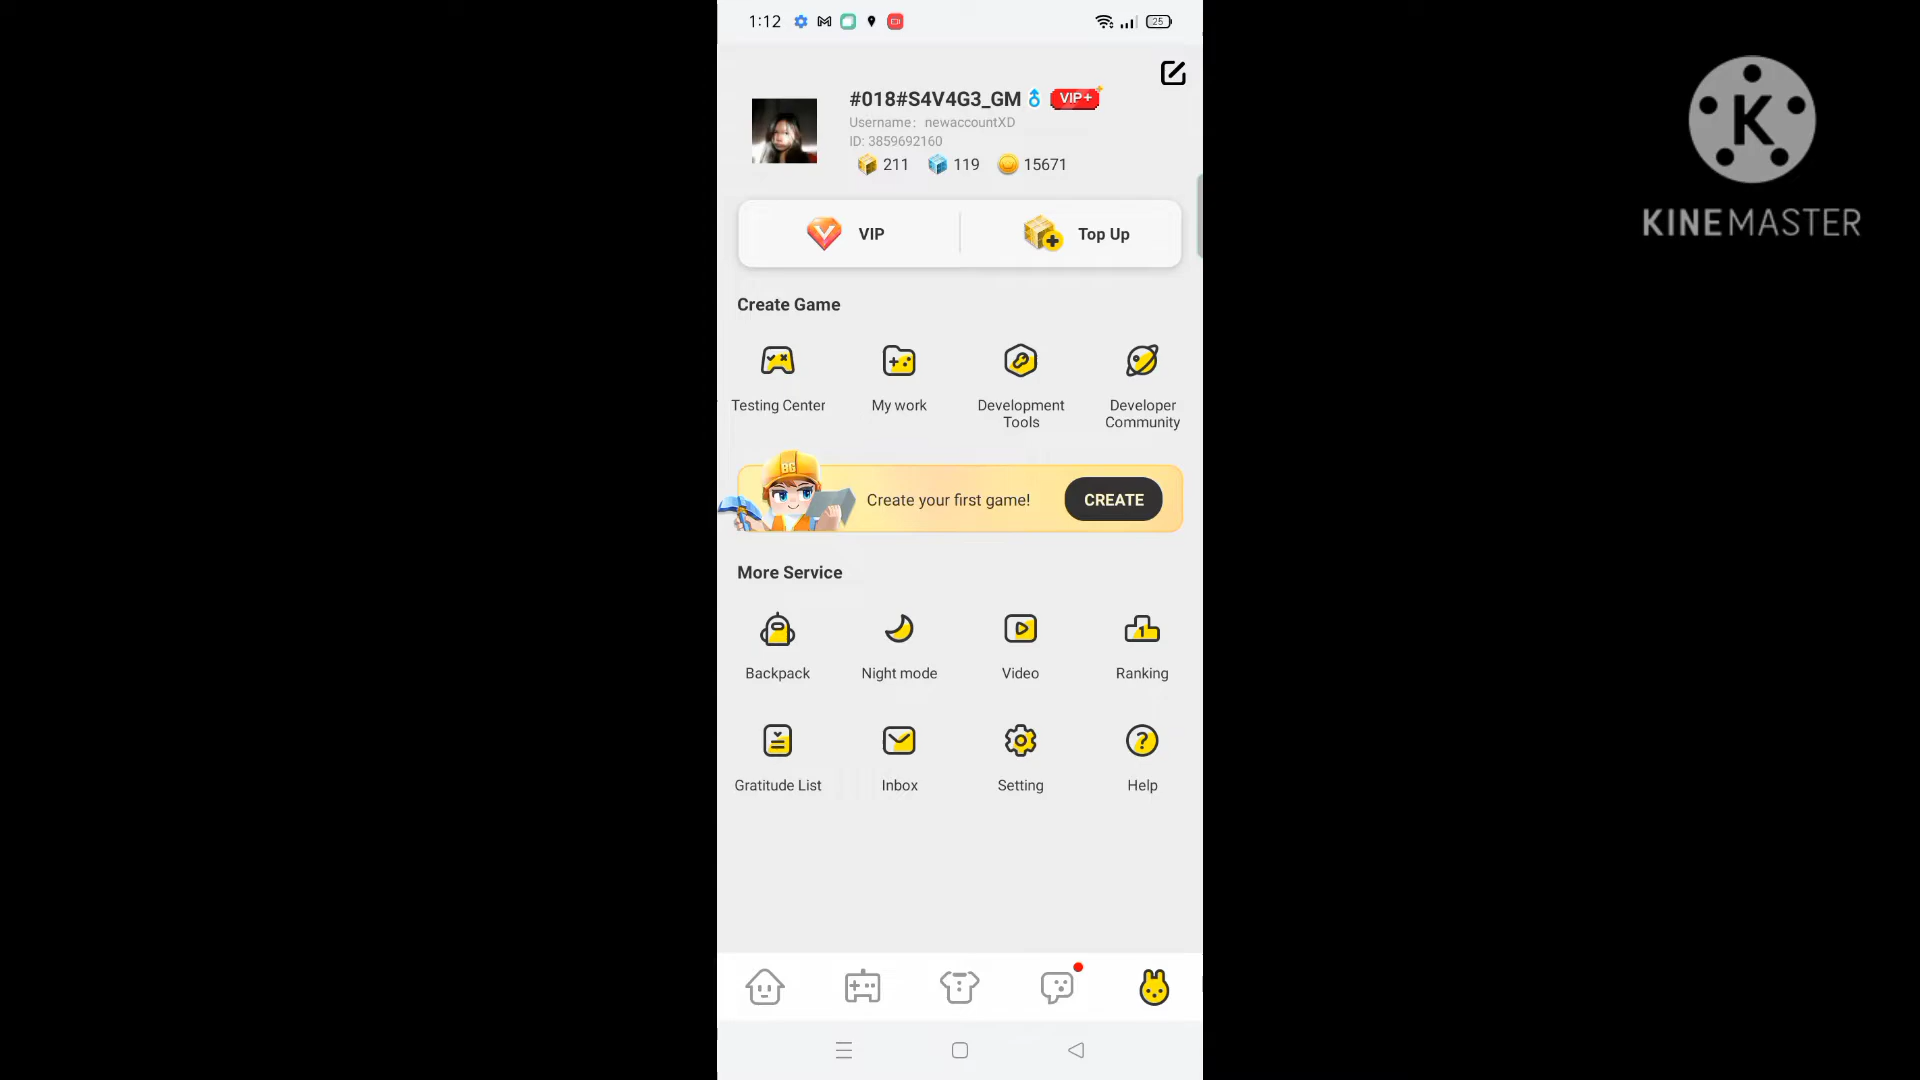 1:12
25
#018#S4V4G3_GM VIP+
Username: newaccountXD
ID: 3859692160
211 119 15671
VIP
Top Up
Create Game
Testing Center
My work
Development
Tools
Developer
Community
BG
Create your first game!
CREATE
More Service
Backpack
Night mode
Video
Ranking
Gratitude List
Inbox
Setting
Help
K
KINEMASTER